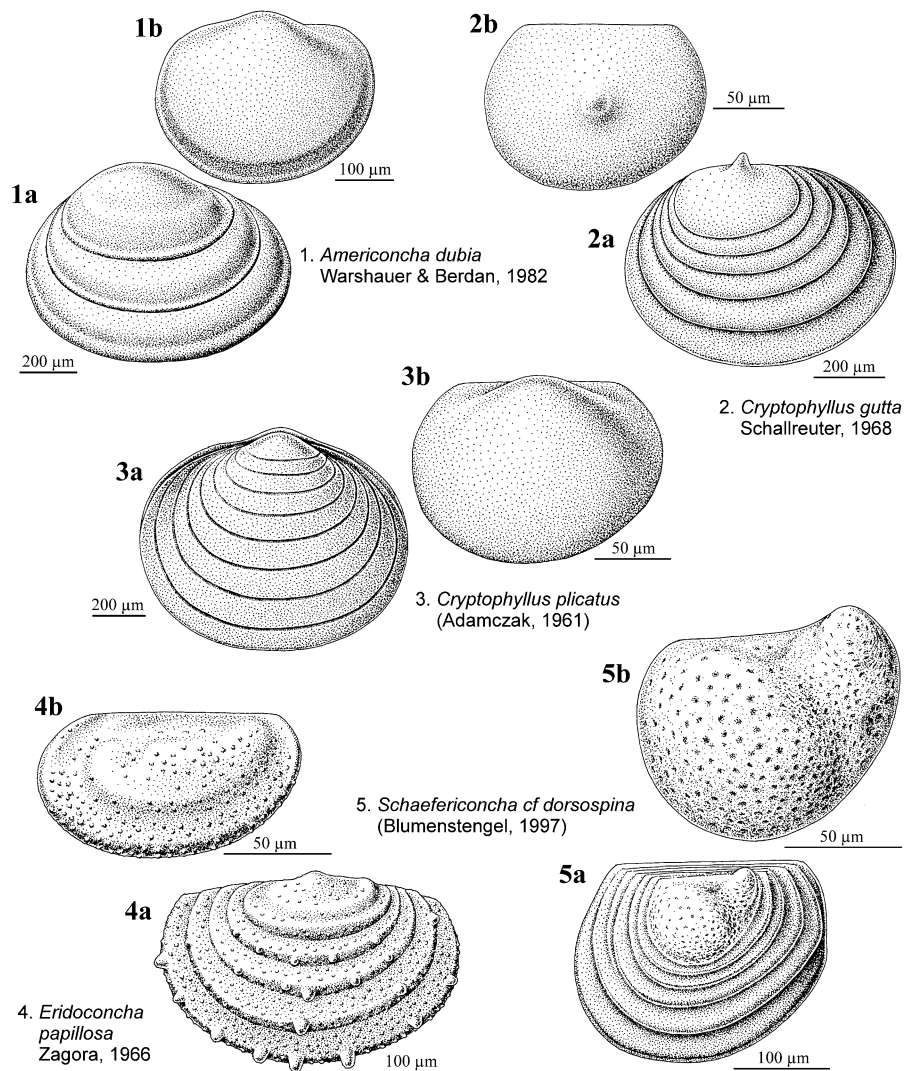 1b
2b
50 µm
100 µm
1a
2a
1. Americoncha dubia
Warshauer & Berdan, 1982
200 µm
200 µm
3b
2. Cryptophyllus gutta
Schallreuter, 1968
3a
50 µm
200 µm
3. Cryptophyllus plicatus
(Adamczak, 1961)
5b
4b
5. Schaefericoncha cf dorsospina
(Blumenstengel, 1997)
50 µm
50 µm
5a
4a
4. Eridoconcha
papillosa
Zagora, 1966
100 µm
100 µm